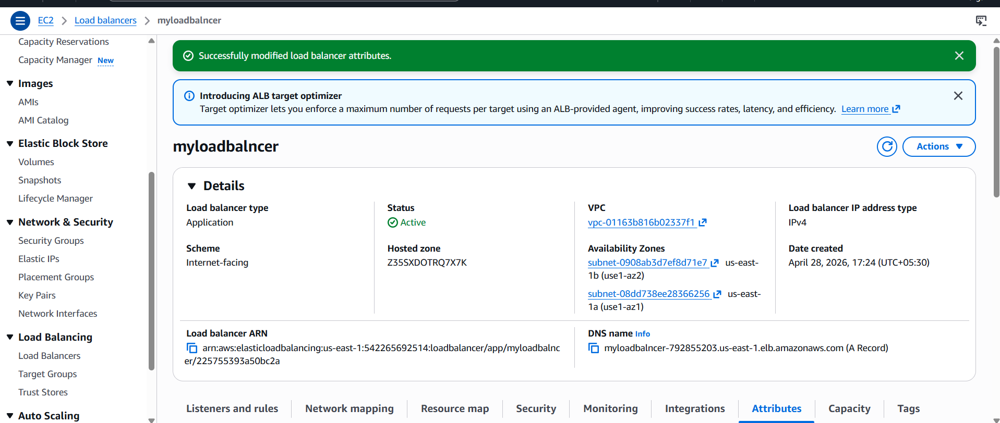 EC2 > Load balancers > myloadbalncer
Capacity Reservations
Capacity Manager New
Images
AMIs
AMI Catalog
Elastic Block Store
Volumes
Snapshots
Lifecycle Manager
Network & Security
Security Groups
Elastic IPs
Placement Groups
Key Pairs
Network Interfaces
Load Balancing
Load Balancers
Target Groups
Trust Stores
Auto Scaling
Successfully modified load balancer attributes.
Introducing ALB target optimizer
Target optimizer lets you enforce a maximum number of requests per target using an ALB-provided agent, improving success rates, latency, and efficiency. Learn more
myloadbalncer
Actions
Details
Load balancer type
Application
Status
Active
VPC
vpc-01163b816b02337f1
Load balancer IP address type
IPv4
Scheme
Internet-facing
Hosted zone
Z35SXDOTRQ7X7K
Availability Zones
subnet-0908ab3d7ef8d71e7 us-east-
1b (use1-az2)
subnet-08dd738ee28366256 us-east-
1a (use1-az1)
Date created
April 28, 2026, 17:24 (UTC+05:30)
Load balancer ARN
arn:aws:elasticloadbalancing:us-east-1:542265692514:loadbalancer/app/myloadbalnc
er/225755393a50bc2a
DNS name Info
myloadbalncer-792855203.us-east-1.elb.amazonaws.com (A Record)
Listeners and rules
Network mapping
Resource map
Security
Monitoring
Integrations
Attributes
Capacity
Tags